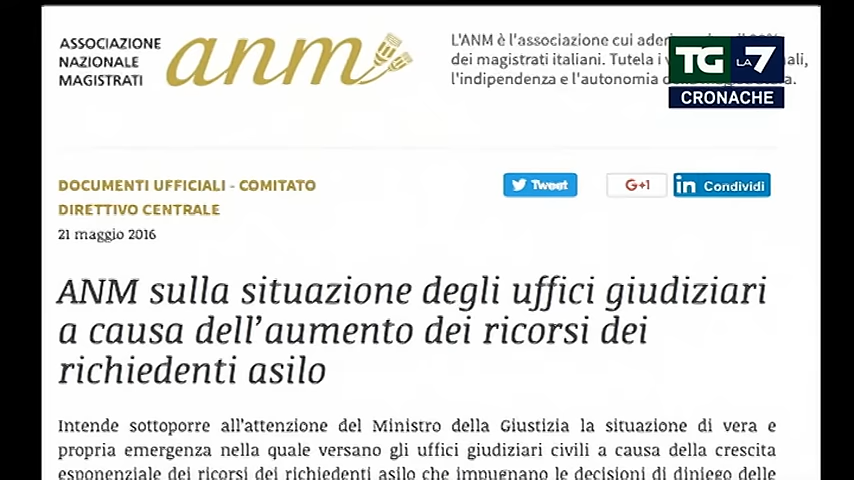 ASSOCIAZIONE
NAZIONALE
MAGISTRATI
anm
L'ANM è l'associazione cui
dei magistrati italiani. Tutela i
l'indipendenza e l'autonomia
TG LA7
CRONACHE
DOCUMENTI UFFICIALI - COMITATO
DIRETTIVO CENTRALE
21 maggio 2016
Tweet
G+1
in Condividi
ANM sulla situazione degli uffici giudiziari
a causa dell'aumento dei ricorsi dei
richiedenti asilo
Intende sottoporre all'attenzione del Ministro della Giustizia la situazione di vera e
propria emergenza nella quale versano gli uffici giudiziari civili a causa della crescita
esponenziale dei ricorsi dei richiedenti asilo che impugnano le decisioni di diniego delle